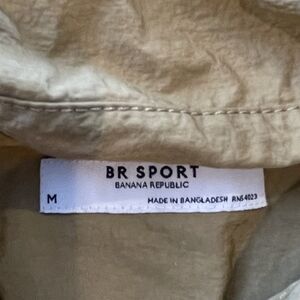 BR SPORT
BANANA REPUBLIC
M MADE IN BANGLADESH RN54023